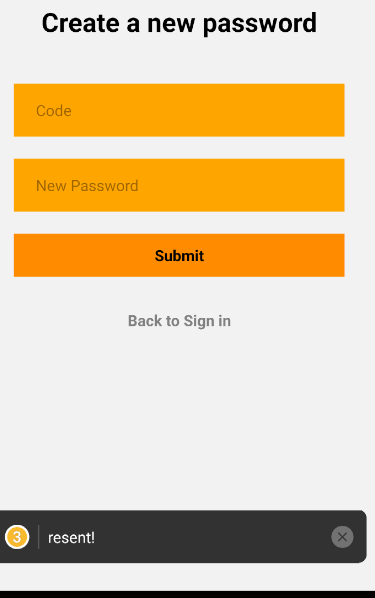 Create a new password
Code
New Password
Submit
Back to Sign in
3 resent!